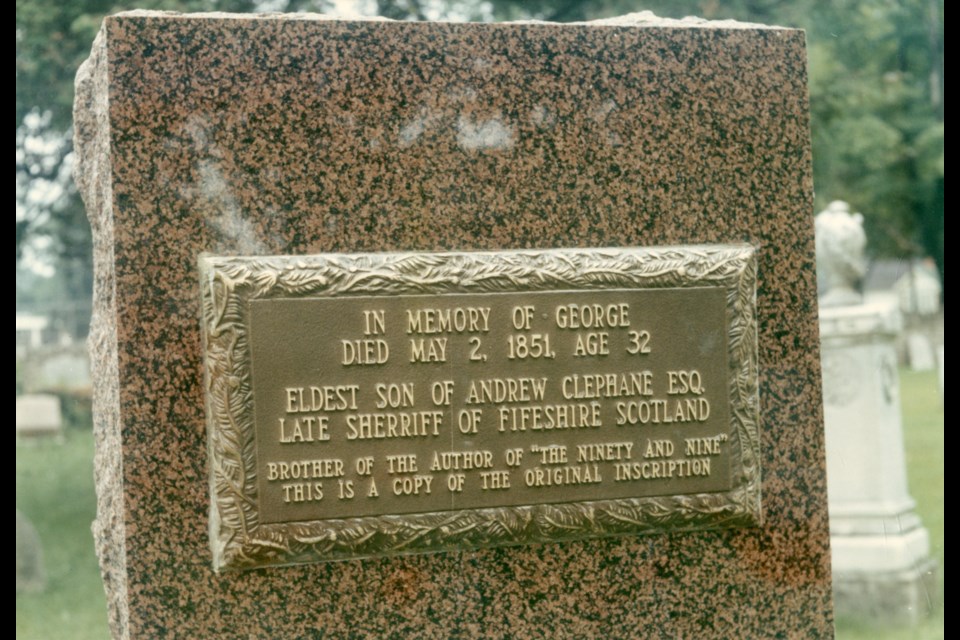 IN MEMORY OF GEORGE
DIED MAY 2, 1851, AGE 32
ELDEST SON OF ANDREW CLEPHANE ESQ.
LATE SHERRIFF OF FIFESHIRE SCOTLAND
BROTHER OF THE AUTHOR OF "THE NINETY AND NINE"
THIS IS A COPY OF THE ORIGINAL INSCRIPTION